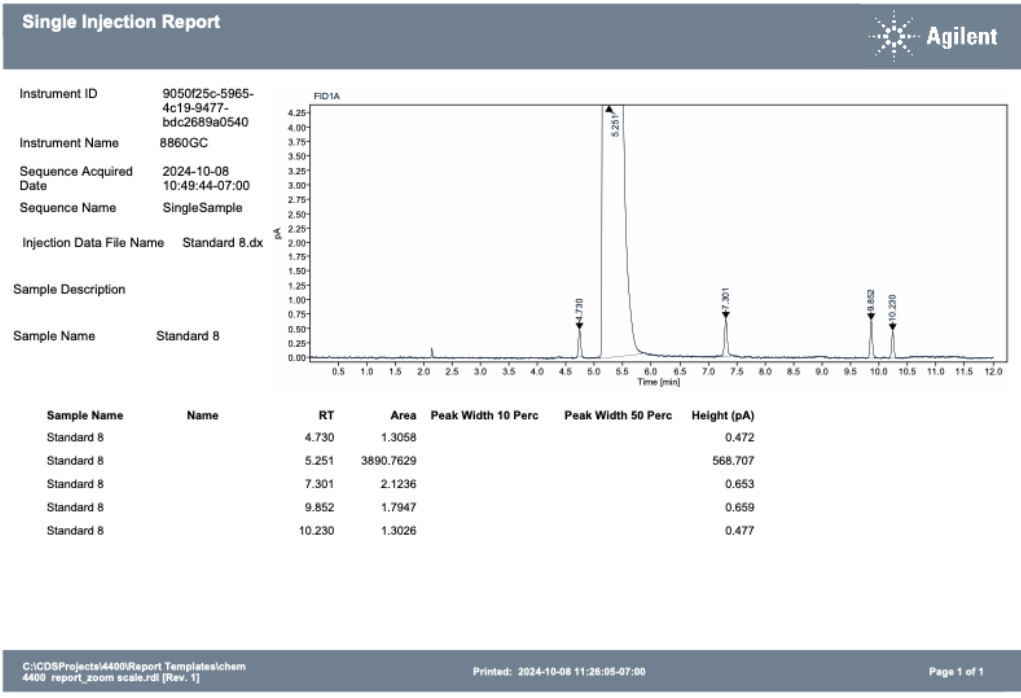 Single Injection Report
Agilent
Instrument ID 9050f25c-5965-
4c19-9477-
bdc2689a0540
Instrument Name 8860GC
Sequence Acquired 2024-10-08
Date 10:49:44-07:00
Sequence Name SingleSample
Injection Data File Name Standard 8.dx
Sample Description
Sample Name Standard 8
FID1A
4.25
4.00
3.75
3.50
3.25
3.00
2.75
2.50
2.25
2.00
1.75
1.50
1.25
1.00
0.75
0.50
0.25
0.00
pA
4.730
5.251
7.301
9.852
10.230
0.5 1.0 1.5 2.0 2.5 3.0 3.5 4.0 4.5 5.0 5.5 6.0 6.5 7.0 7.5 8.0 8.5 9.0 9.5 10.0 10.5 11.0 11.5 12.0
Time [min]
Sample Name Name RT Area Peak Width 10 Perc Peak Width 50 Perc Height (pA)
Standard 8 4.730 1.3058 0.472
Standard 8 5.251 3890.7629 568.707
Standard 8 7.301 2.1236 0.653
Standard 8 9.852 1.7947 0.659
Standard 8 10.230 1.3026 0.477
C:\CDSProjects\4400\Report Templates\chem
4400 report_zoom scale.rdl [Rev. 1]
Printed: 2024-10-08 11:26:05-07:00
Page 1 of 1